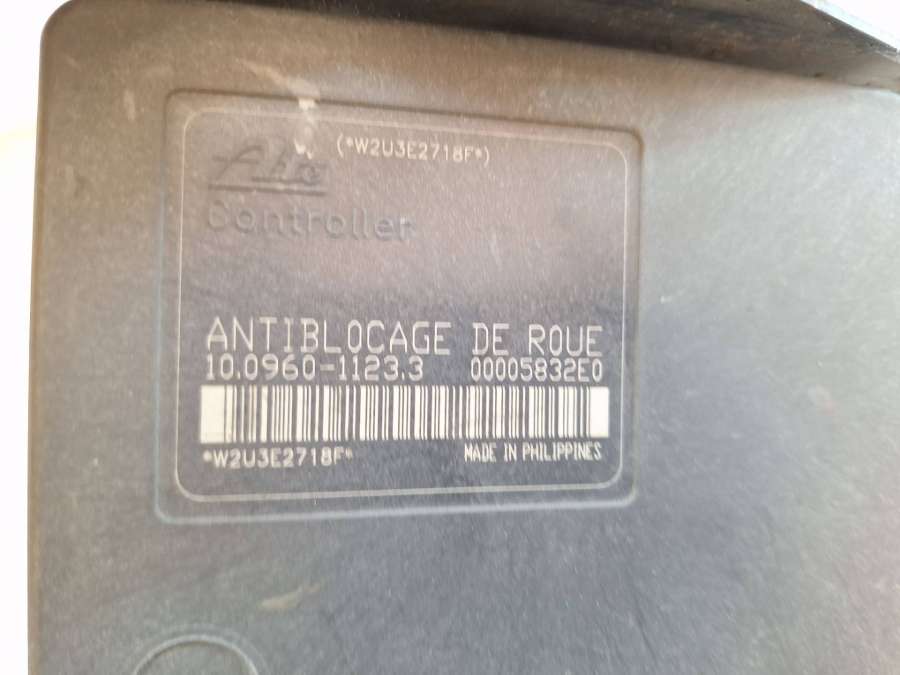 (*W2U3E2718F*)
Ate
Controller
ANTIBLOCAGE DE ROUE
10.0960-1123.3 00005832E0
*W2U3E2718F* MADE IN PHILIPPINES